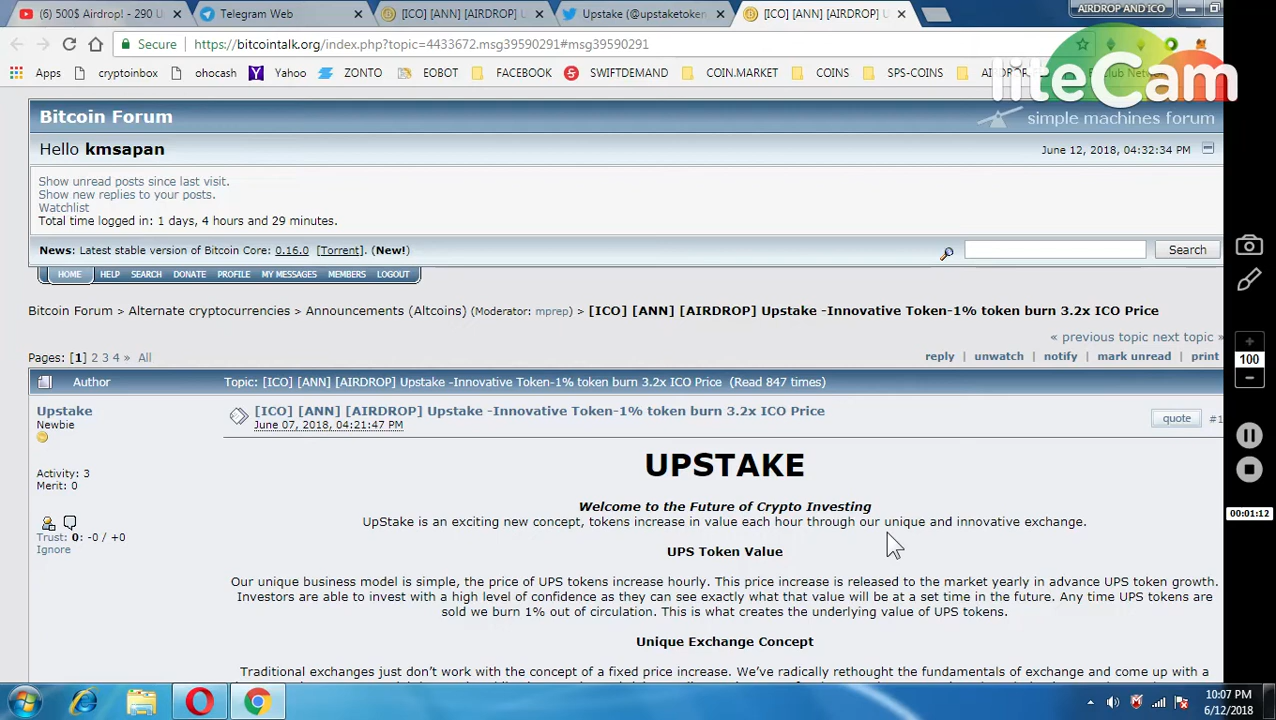 (6) 500$ Airdrop! - 290 U
Telegram Web
[ICO] [ANN] [AIRDROP] U
Upstake (@upstaketoken
[ICO] [ANN] [AIRDROP] U
AIRDROP AND ICO
Secure
https://bitcointalk.org/index.php?topic=4433672.msg39590291#msg39590291
Apps
cryptoinbox
ohocash
Yahoo
ZONTO
EOBOT
FACEBOOK
SWIFTDEMAND
COIN.MARKET
COINS
GPS-COINS
liteCam
Bitcoin Forum
simple machines forum
Hello kmsapan
June 12, 2018, 04:32:34 PM
Show unread posts since last visit.
Show new replies to your posts.
Watchlist
Total time logged in: 1 days, 4 hours and 29 minutes.
News: Latest stable version of Bitcoin Core: 0.16.0 [Torrent]. (New!)
Search
HOME HELP SEARCH DONATE PROFILE MY MESSAGES MEMBERS LOGOUT
Bitcoin Forum > Alternate cryptocurrencies > Announcements (Altcoins) (Moderator: mprep) > [ICO] [ANN] [AIRDROP] Upstake -Innovative Token-1% token burn 3.2x ICO Price
« previous topic next topic »
Pages: [1] 2 3 4 » All
reply | unwatch | notify | mark unread | print
100
Author
Topic: [ICO] [ANN] [AIRDROP] Upstake -Innovative Token-1% token burn 3.2x ICO Price (Read 847 times)
Upstake
Newbie
Activity: 3
Merit: 0
Trust: 0: -0 / +0
Ignore
[ICO] [ANN] [AIRDROP] Upstake -Innovative Token-1% token burn 3.2x ICO Price
June 07, 2018, 04:21:47 PM
quote
#1
UPSTAKE
Welcome to the Future of Crypto Investing
UpStake is an exciting new concept, tokens increase in value each hour through our unique and innovative exchange.
00:01:12
UPS Token Value
Our unique business model is simple, the price of UPS tokens increase hourly. This price increase is released to the market yearly in advance UPS token growth.
Investors are able to invest with a high level of confidence as they can see exactly what that value will be at a set time in the future. Any time UPS tokens are
sold we burn 1% out of circulation. This is what creates the underlying value of UPS tokens.
Unique Exchange Concept
Traditional exchanges just don't work with the concept of a fixed price increase. We've radically rethought the fundamentals of exchange and come up with a
10:07 PM
6/12/2018